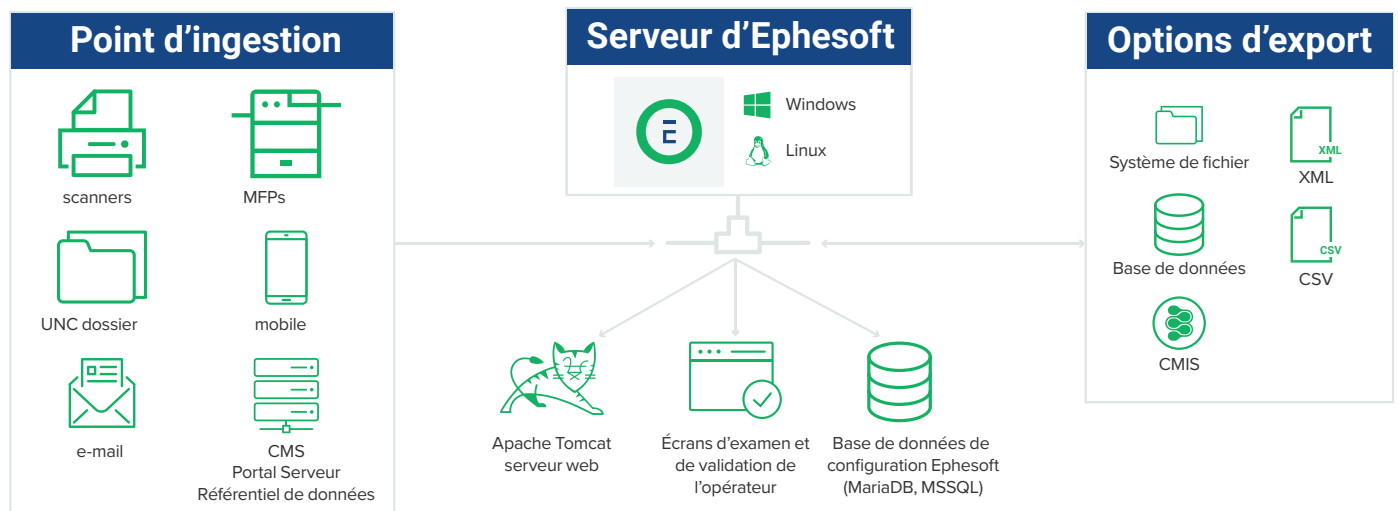 Point d'ingestion
scanners
MFPs
UNC dossier
mobile
e-mail
CMS
Portal Serveur
Référentiel de données
Serveur d'Ephesoft
E
Windows
Linux
Apache Tomcat
serveur web
Écrans d'examen et
de validation de
l'opérateur
Base de données de
configuration Ephesoft
(MariaDB, MSSQL)
Options d'export
Système de fichier
XML
XML
Base de données
CSV
CSV
CMIS